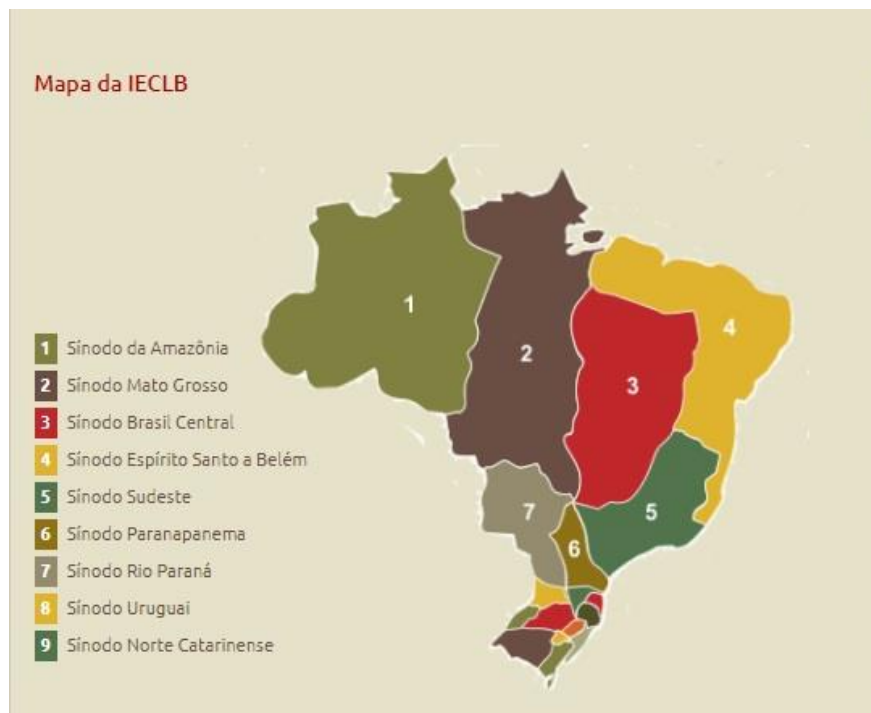 Mapa da IECLB
1 Sínodo da Amazônia
2 Sínodo Mato Grosso
3 Sínodo Brasil Central
4 Sínodo Espírito Santo a Belém
5 Sínodo Sudeste
6 Sínodo Paranapanema
7 Sínodo Rio Paraná
8 Sínodo Uruguai
9 Sínodo Norte Catarinense
1
2
3
4
5
6
7